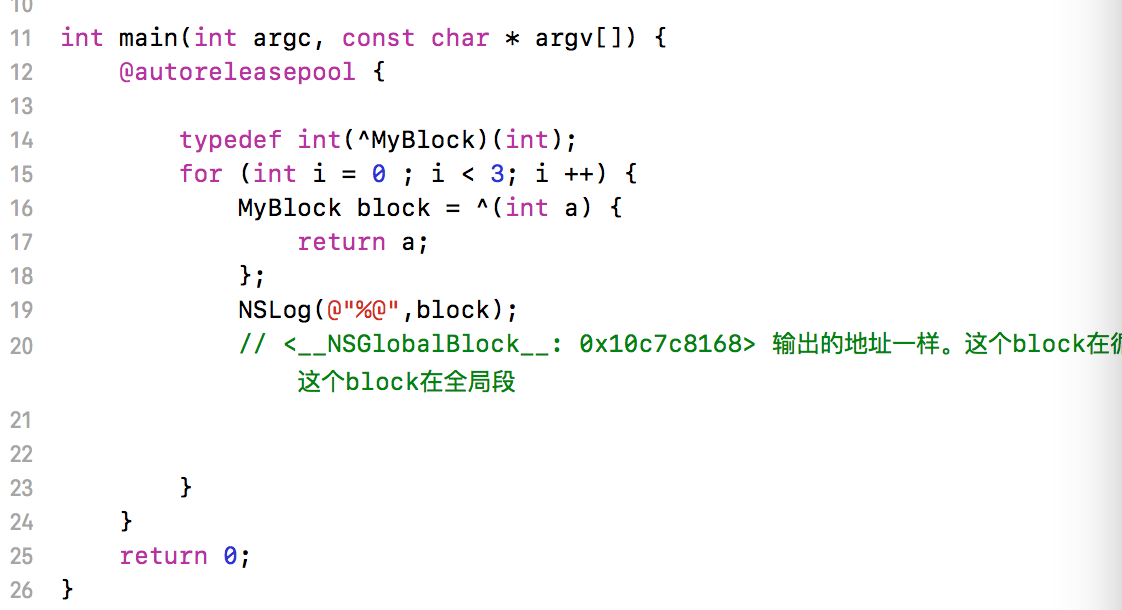 10
11 int main(int argc, const char * argv[]) {
12 @autoreleasepool {
13
14 typedef int(^MyBlock)(int);
15 for (int i = 0 ; i < 3; i ++) {
16 MyBlock block = ^(int a) {
17 return a;
18 };
19 NSLog(@"%@",block);
20 // <__NSGlobalBlock__: 0x10c7c8168> 输出的地址一样。这个block在
这个block在全局段
21
22
23 }
24 }
25 return 0;
26 }